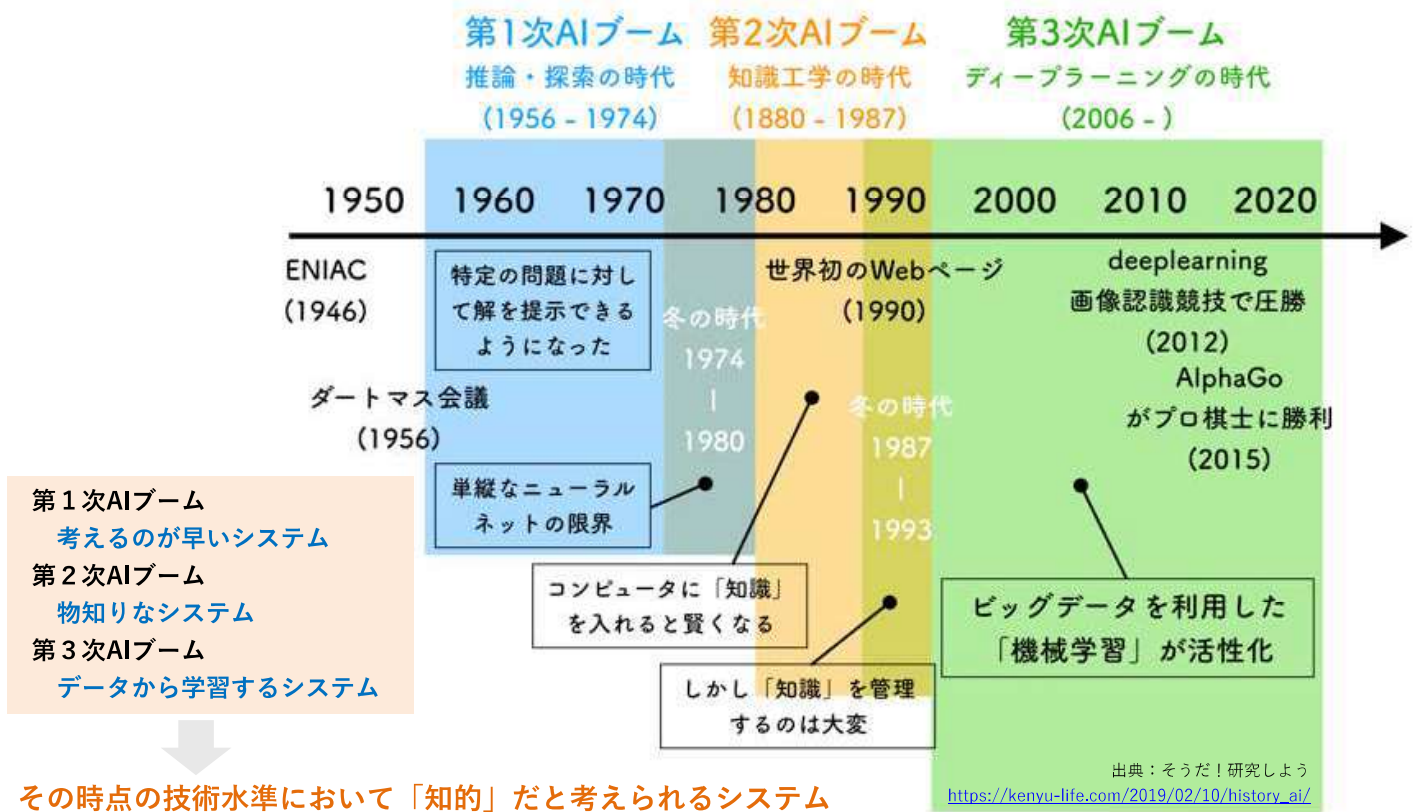 第1次AIブーム
推論・探索の時代
(1956 - 1974)
第2次AIブーム
知識工学の時代
(1880 - 1987)
第3次AIブーム
ディープラーニングの時代
(2006 - )
1950 1960 1970 1980 1990 2000 2010 2020
ENIAC
(1946)
ダートマス会議
(1956)
特定の問題に対し
て解を提示できる
ようになった
冬の時代
1974
|
1980
単縦なニューラル
ネットの限界
世界初のWebページ
(1990)
冬の時代
1987
|
1993
コンピュータに「知識」
を入れると賢くなる
しかし「知識」を管理
するのは大変
deeplearning
画像認識競技で圧勝
(2012)
AlphaGo
がプロ棋士に勝利
(2015)
ビッグデータを利用した
「機械学習」が活性化
第1次AIブーム
考えるのが早いシステム
第2次AIブーム
物知りなシステム
第3次AIブーム
データから学習するシステム
その時点の技術水準において「知的」だと考えられるシステム
出典：そうだ！研究しよう
https://kenyu-life.com/2019/02/10/history_ai/